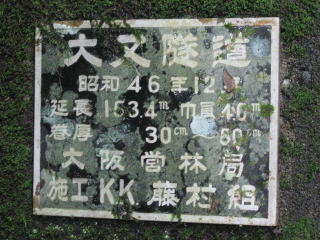 大又隧道
昭和46年12
延長153.4m 巾員4.0m
巻厚 30cm 60cm
大阪営林局
施工KK藤村組